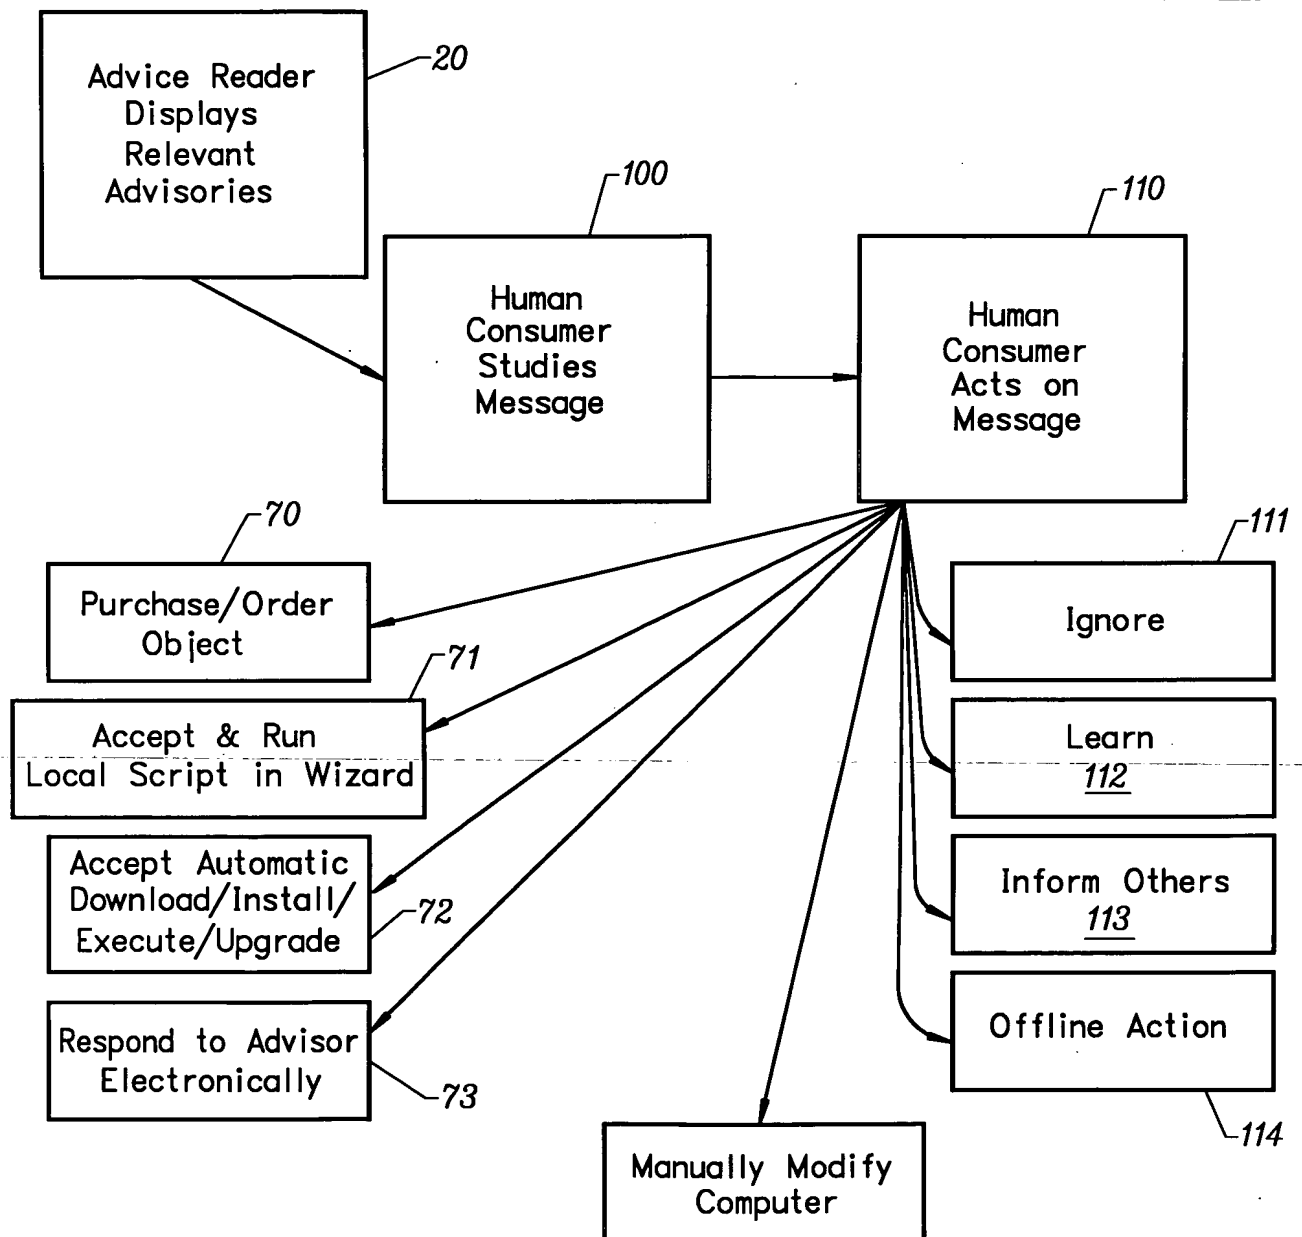 Advice Reader
Displays
Relevant
Advisories
20
Human
Consumer
Studies
Message
100
Human
Consumer
Acts on
Message
110
70
Purchase/Order
Object
71
Accept & Run
Local Script in Wizard
Accept Automatic
Download/Install/
Execute/Upgrade
72
Respond to Advisor
Electronically
73
Manually Modify
Computer
111
Ignore
Learn
112
Inform Others
113
Offline Action
114